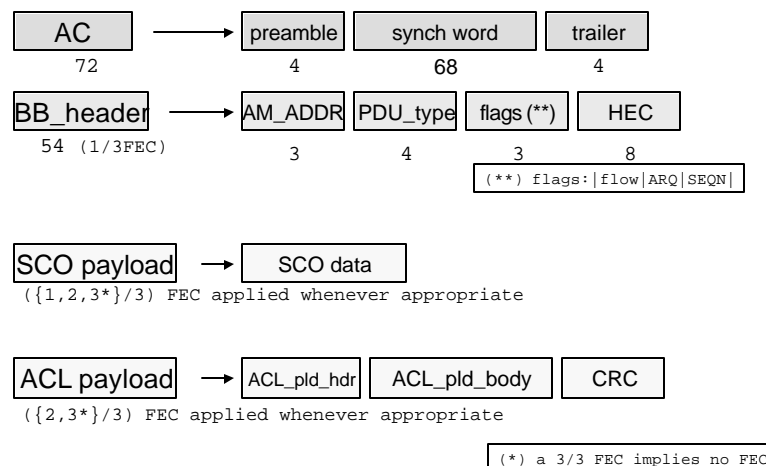 AC preamble synch word trailer
72 4 68 4
BB_header AM_ADDR PDU_type flags (**) HEC
54 (1/3FEC) 3 4 3 8
(**) flags:|flow|ARQ|SEQN|
SCO payload SCO data
({1,2,3*}/3) FEC applied whenever appropriate
ACL payload ACL_pld_hdr ACL_pld_body CRC
({2,3*}/3) FEC applied whenever appropriate
(*) a 3/3 FEC implies no FEC